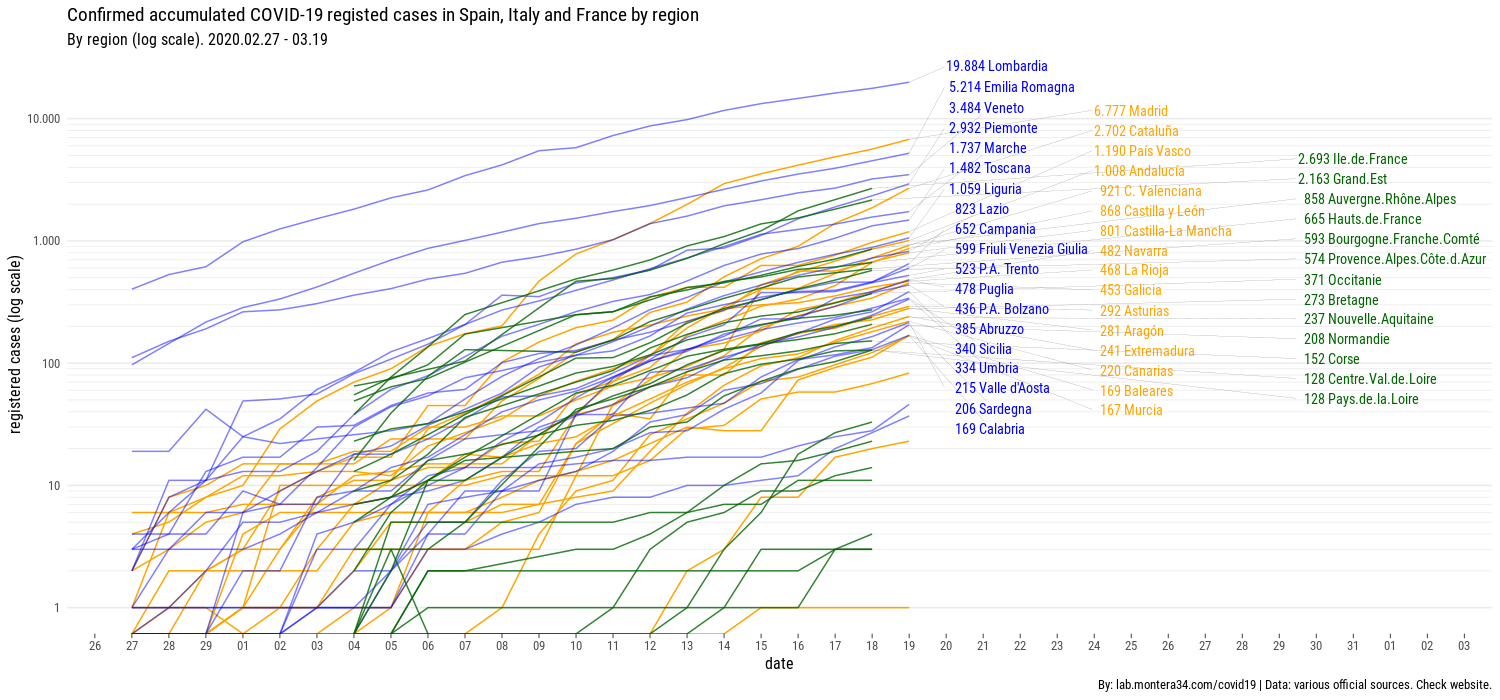 Confirmed accumulated COVID-19 registed cases in Spain, Italy and France by region
By region (log scale). 2020.02.27 - 03.19
19.884 Lombardia
5.214 Emilia Romagna
3.484 Veneto
2.932 Piemonte
1.737 Marche
1.482 Toscana
1.059 Liguria
823 Lazio
652 Campania
599 Friuli Venezia Giulia
523 P.A. Trento
478 Puglia
436 P.A. Bolzano
385 Abruzzo
340 Sicilia
334 Umbria
215 Valle d'Aosta
206 Sardegna
169 Calabria
6.777 Madrid
2.702 Cataluña
1.190 País Vasco
1.008 Andalucía
921 C. Valenciana
868 Castilla y León
801 Castilla-La Mancha
482 Navarra
468 La Rioja
453 Galicia
292 Asturias
281 Aragón
241 Extremadura
220 Canarias
169 Baleares
167 Murcia
2.693 Ile.de.France
2.163 Grand.Est
858 Auvergne.Rhône.Alpes
665 Hauts.de.France
593 Bourgogne.Franche.Comté
574 Provence.Alpes.Côte.d.Azur
371 Occitanie
273 Bretagne
237 Nouvelle.Aquitaine
208 Normandie
152 Corse
128 Centre.Val.de.Loire
128 Pays.de.la.Loire
registered cases (log scale)
10.000
1.000
100
10
1
26 27 28 29 01 02 03 04 05 06 07 08 09 10 11 12 13 14 15 16 17 18 19 20 21 22 23 24 25 26 27 28 29 30 31 01 02 03
date
By: lab.montera34.com/covid19 | Data: various official sources. Check website.